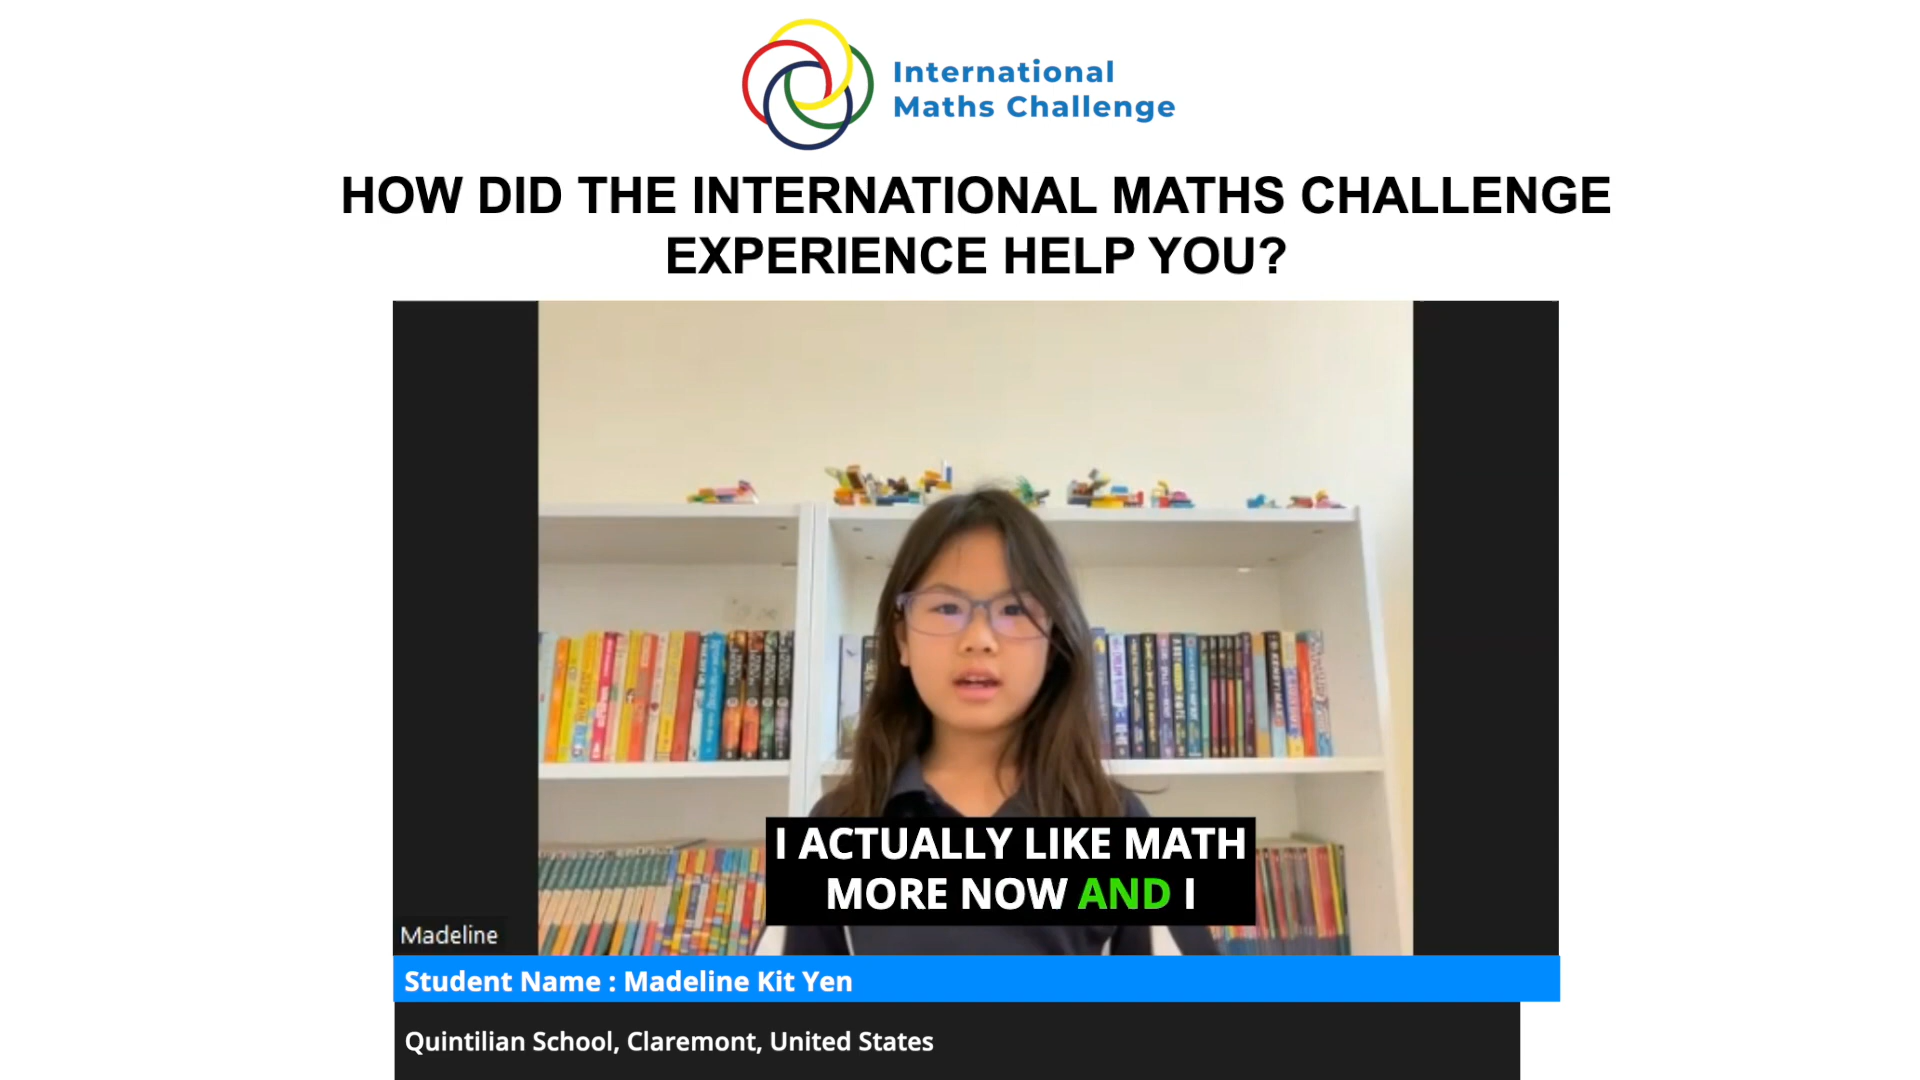 International
Maths Challenge
HOW DID THE INTERNATIONAL MATHS CHALLENGE
EXPERIENCE HELP YOU?
I ACTUALLY LIKE MATH
MORE NOW AND I
Madeline
Student Name : Madeline Kit Yen
Quintilian School, Claremont, United States